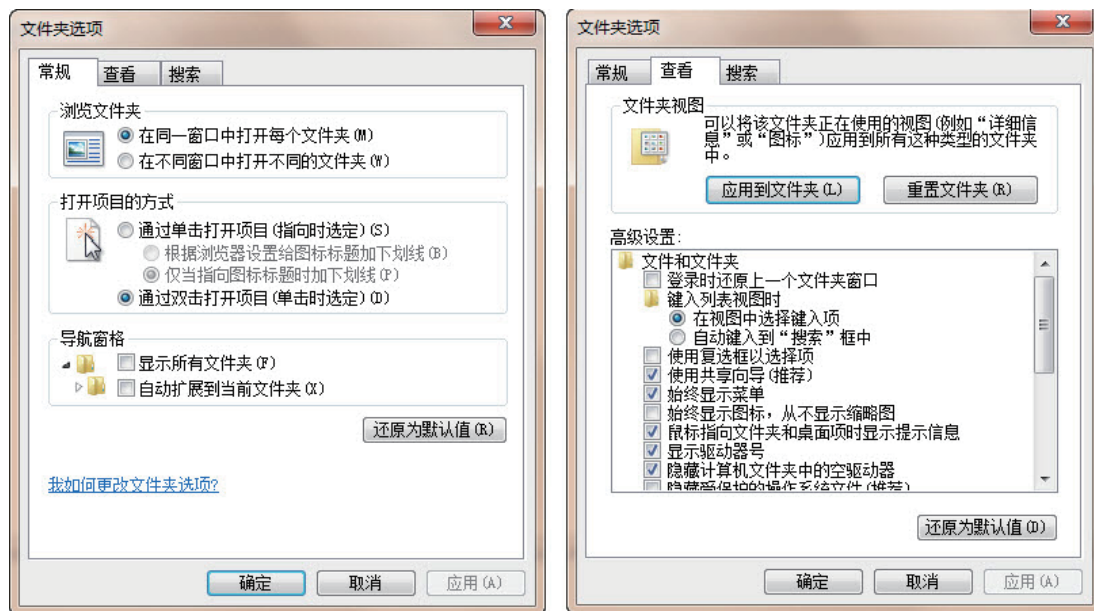 文件夹选项
常规 查看 搜索
浏览文件夹
在同一窗口中打开每个文件夹(M)
在不同窗口中打开不同的文件夹(W)
打开项目的方式
通过单击打开项目(指向时选定)(S)
根据浏览器设置给图标标题加下划线(B)
仅当指向图标标题时加下划线(P)
通过双击打开项目(单击时选定)(D)
导航窗格
显示所有文件夹(F)
自动扩展到当前文件夹(X)
还原为默认值(R)
我如何更改文件夹选项?
确定 取消 应用(A)
文件夹选项
常规 查看 搜索
文件夹视图
可以将该文件夹正在使用的视图(例如“详细信
息”或“图标”)应用到所有这种类型的文件夹
中。
应用到文件夹(L) 重置文件夹(R)
高级设置:
文件和文件夹
登录时还原上一个文件夹窗口
键入列表视图时
在视图中选择键入项
自动键入到“搜索”框中
使用复选框以选择项
使用共享向导(推荐)
始终显示菜单
始终显示图标，从不显示缩略图
鼠标指向文件夹和桌面项时显示提示信息
显示驱动器号
隐藏计算机文件夹中的空驱动器
隐藏受保护的操作系统文件(推荐)
还原为默认值(D)
确定 取消 应用(A)